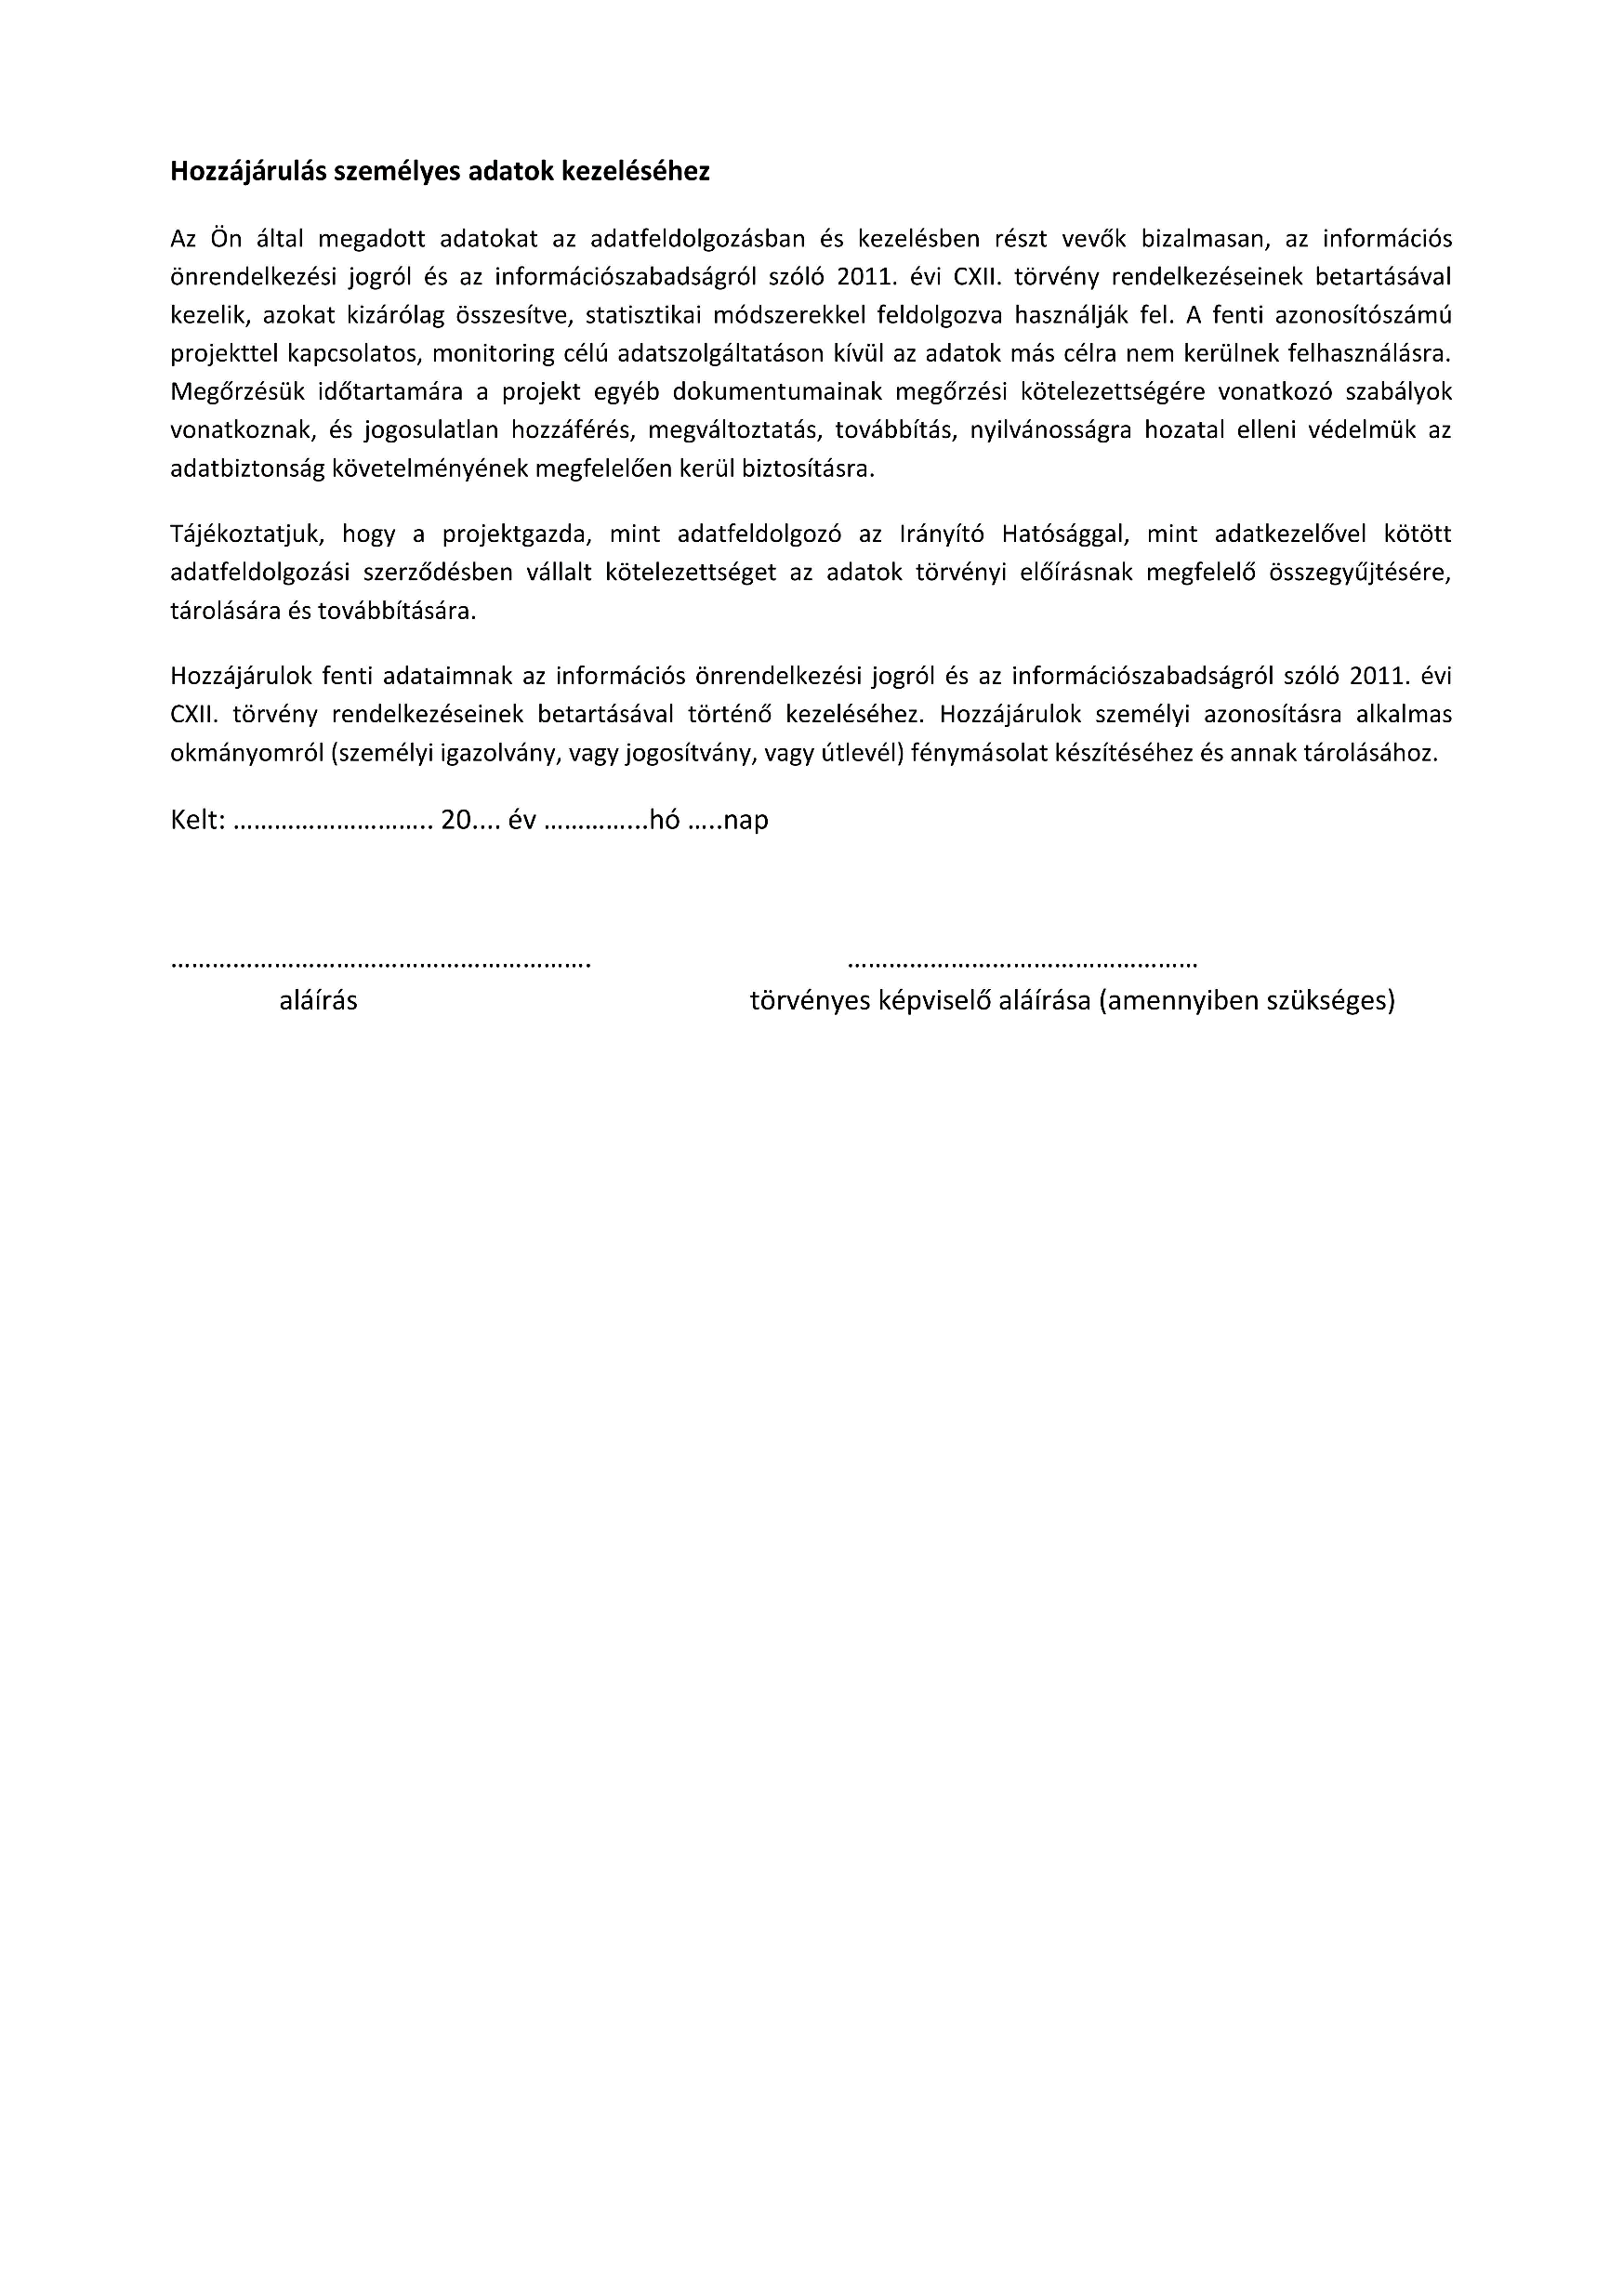 Hozzájárulás személyes adatok kezeléséhez
Az Ön által megadott adatokat az adatfeldolgozásban és kezelésben részt vevők bizalmasan, az információs
önrendelkezési jogról és az információszabadságról szóló 2011. évi CXII. törvény rendelkezéseinek betartásával
kezelik, azokat kizárólag összesítve, statisztikai módszerekkel feldolgozva használják fel. A fenti azonosítószámú
projekttel kapcsolatos, monitoring célú adatszolgáltatáson kívül az adatok más célra nem kerülnek felhasználásra.
Megőrzésük időtartamára a projekt egyéb dokumentumainak megőrzési kötelezettségére vonatkozó szabályok
vonatkoznak, és jogosulatlan hozzáférés, megváltoztatás, továbbítás, nyilvánosságra hozatal elleni védelmük az
adatbiztonság követelményének megfelelően kerül biztosításra.
Tájékoztatjuk, hogy a projektgazda, mint adatfeldolgozó az Irányító Hatósággal, mint adatkezelővel kötött
adatfeldolgozási szerződésben vállalt kötelezettséget az adatok törvényi előírásnak megfelelő összegyűjtésére,
tárolására és továbbítására.
Hozzájárulok fenti adataimnak az információs önrendelkezési jogról és az információszabadságról szóló 2011. évi
CXII. törvény rendelkezéseinek betartásával történő kezeléséhez. Hozzájárulok személyi azonosításra alkalmas
okmányomról (személyi igazolvány, vagy jogosítvány, vagy útlevél) fénymásolat készítéséhez és annak tárolásához.
Kelt: ……………………….. 20.... év …………...hó …..nap
……………………………………………………. ……………………………………………
aláírás törvényes képviselő aláírása (amennyiben szükséges)